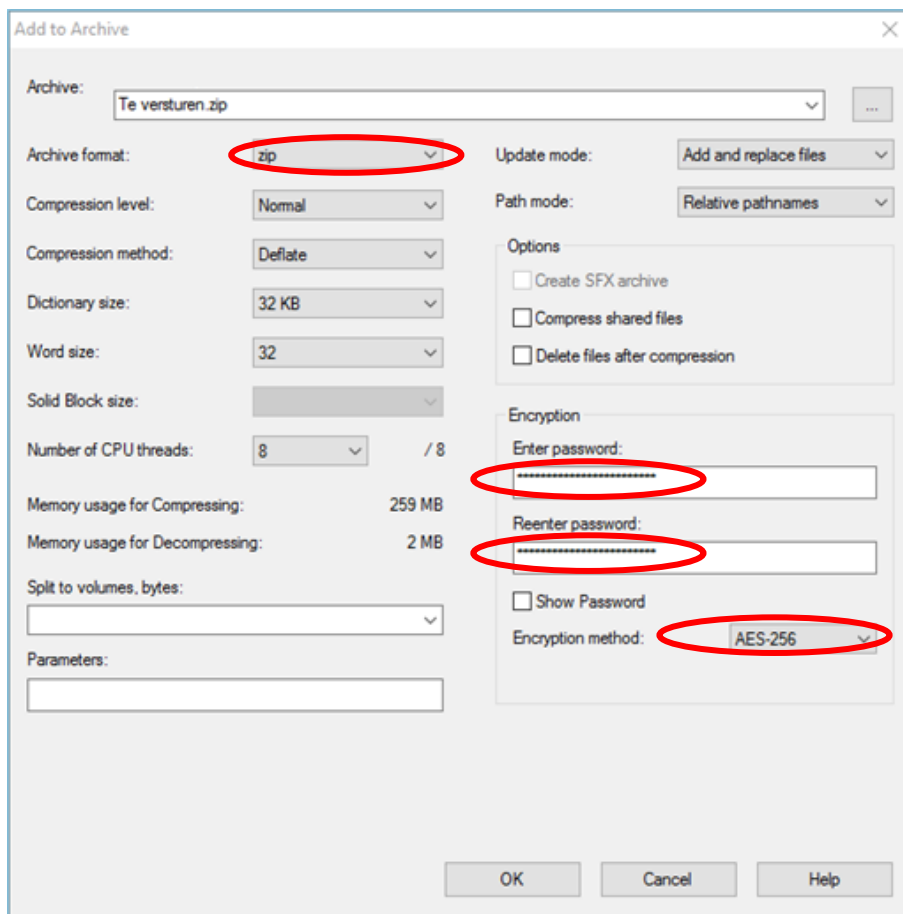 Add to Archive
Archive:
Te versturen.zip
...
Archive format:
zip
Compression level:
Normal
Compression method:
Deflate
Dictionary size:
32 KB
Word size:
32
Solid Block size:
Number of CPU threads:
8
/ 8
Memory usage for Compressing:
259 MB
Memory usage for Decompressing:
2 MB
Split to volumes, bytes:
Parameters:
Update mode:
Add and replace files
Path mode:
Relative pathnames
Options
Create SFX archive
Compress shared files
Delete files after compression
Encryption
Enter password:
Reenter password:
Show Password
Encryption method:
AES-256
OK
Cancel
Help